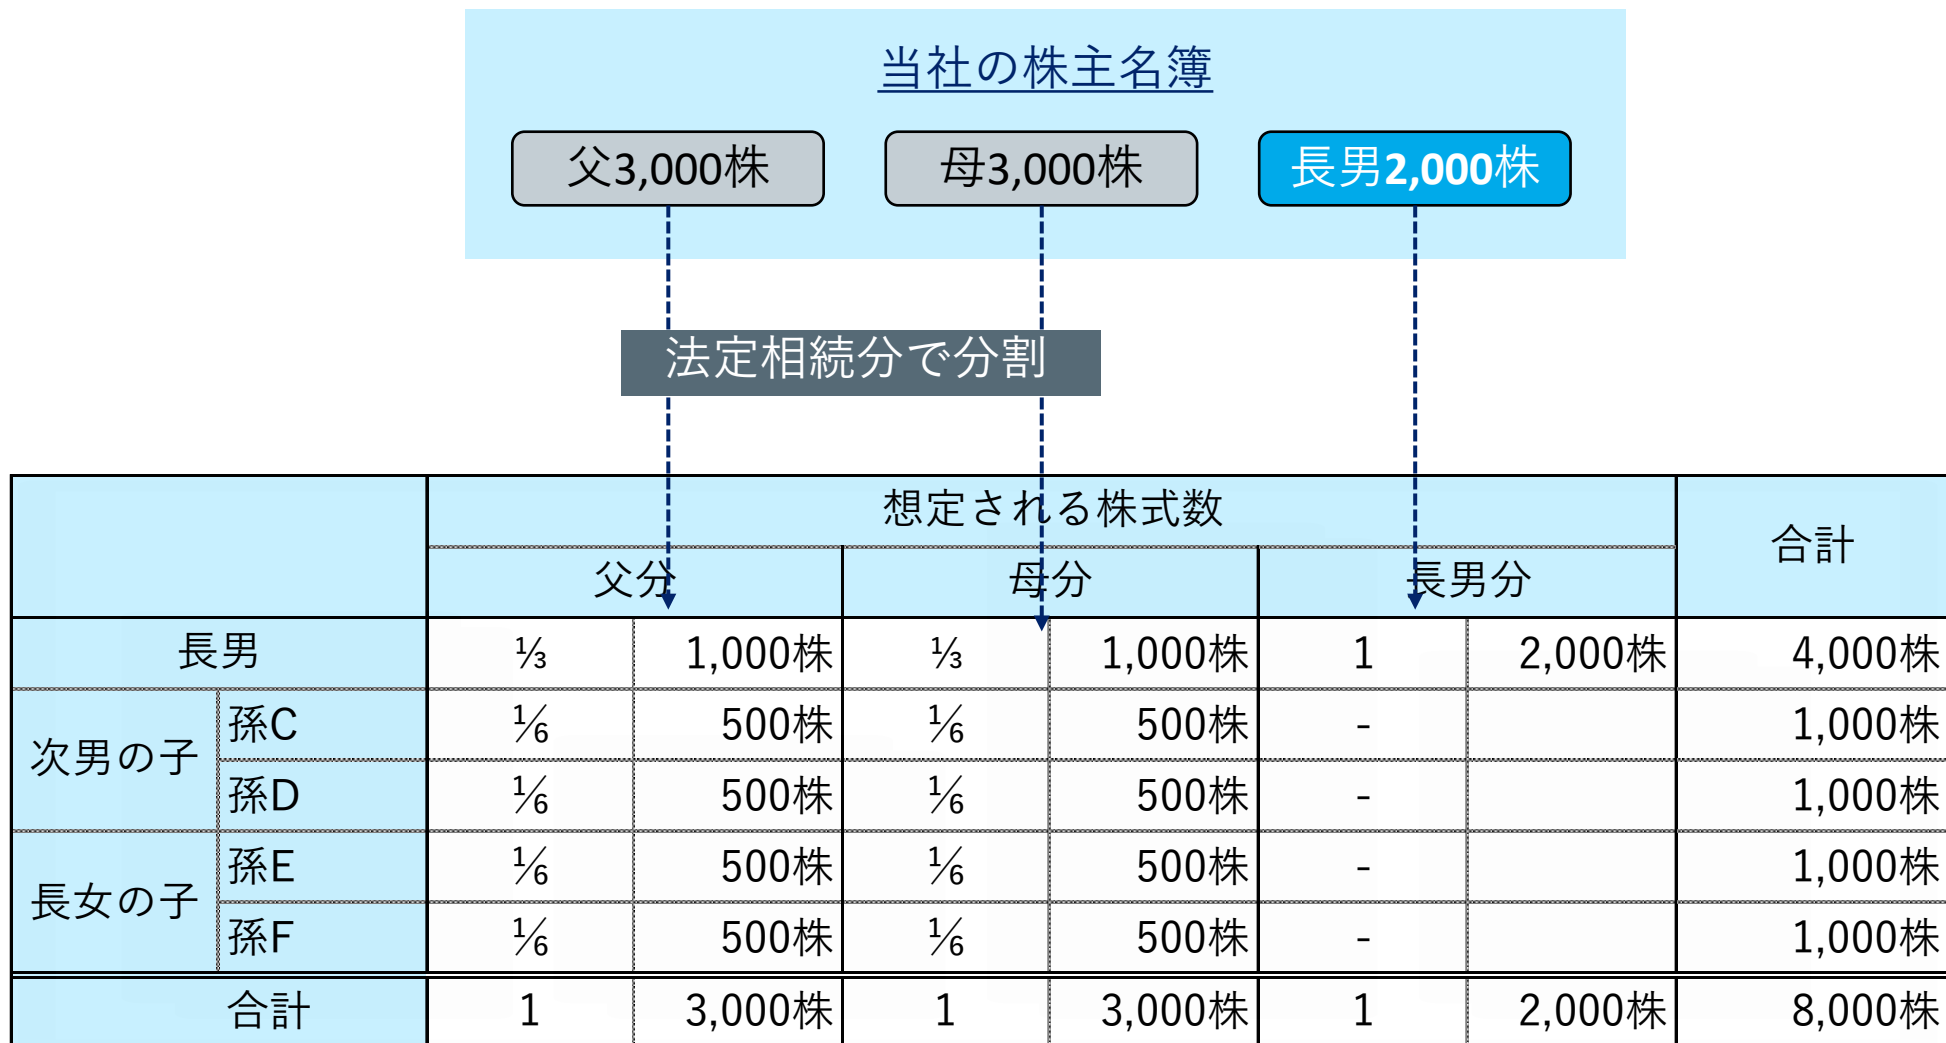 当社の株主名簿
父3,000株 母3,000株 長男2,000株
法定相続分で分割
想定される株式数 合計
父分 母分 長男分
長男 ⅓ 1,000株 ⅓ 1,000株 1 2,000株 4,000株
次男の子 孫C ⅙ 500株 ⅙ 500株 - 1,000株
孫D ⅙ 500株 ⅙ 500株 - 1,000株
長女の子 孫E ⅙ 500株 ⅙ 500株 - 1,000株
孫F ⅙ 500株 ⅙ 500株 - 1,000株
合計 1 3,000株 1 3,000株 1 2,000株 8,000株